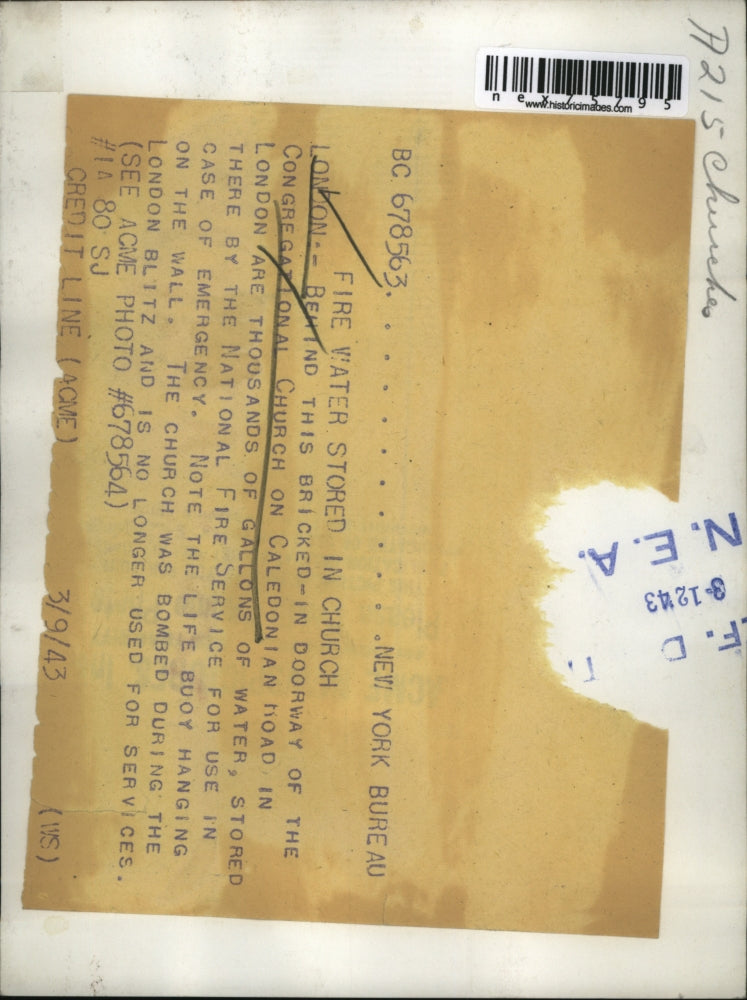 A215 Churches
nex75295
www.historicimages.com
BC 678563. . . . . . . . . . . . . .NEW YORK BUREAU
FIRE WATER STORED IN CHURCH
LONDON:- BEHIND THIS BRICKED-IN DOORWAY OF THE
CONGREGATIONAL CHURCH ON CALEDONIAN ROAD IN
LONDON ARE THOUSANDS OF GALLONS OF WATER, STORED
THERE BY THE NATIONAL FIRE SERVICE FOR USE IN
CASE OF EMERGENCY. NOTE THE LIFE BUOY HANGING
ON THE WALL. THE CHURCH WAS BOMBED DURING THE
LONDON BLITZ AND IS NO LONGER USED FOR SERVICES.
(SEE ACME PHOTO #678564)
#1A 80 SJ
CREDIT LINE (ACME) 3/9/43 (WS)
N.E.A.
3-12-43